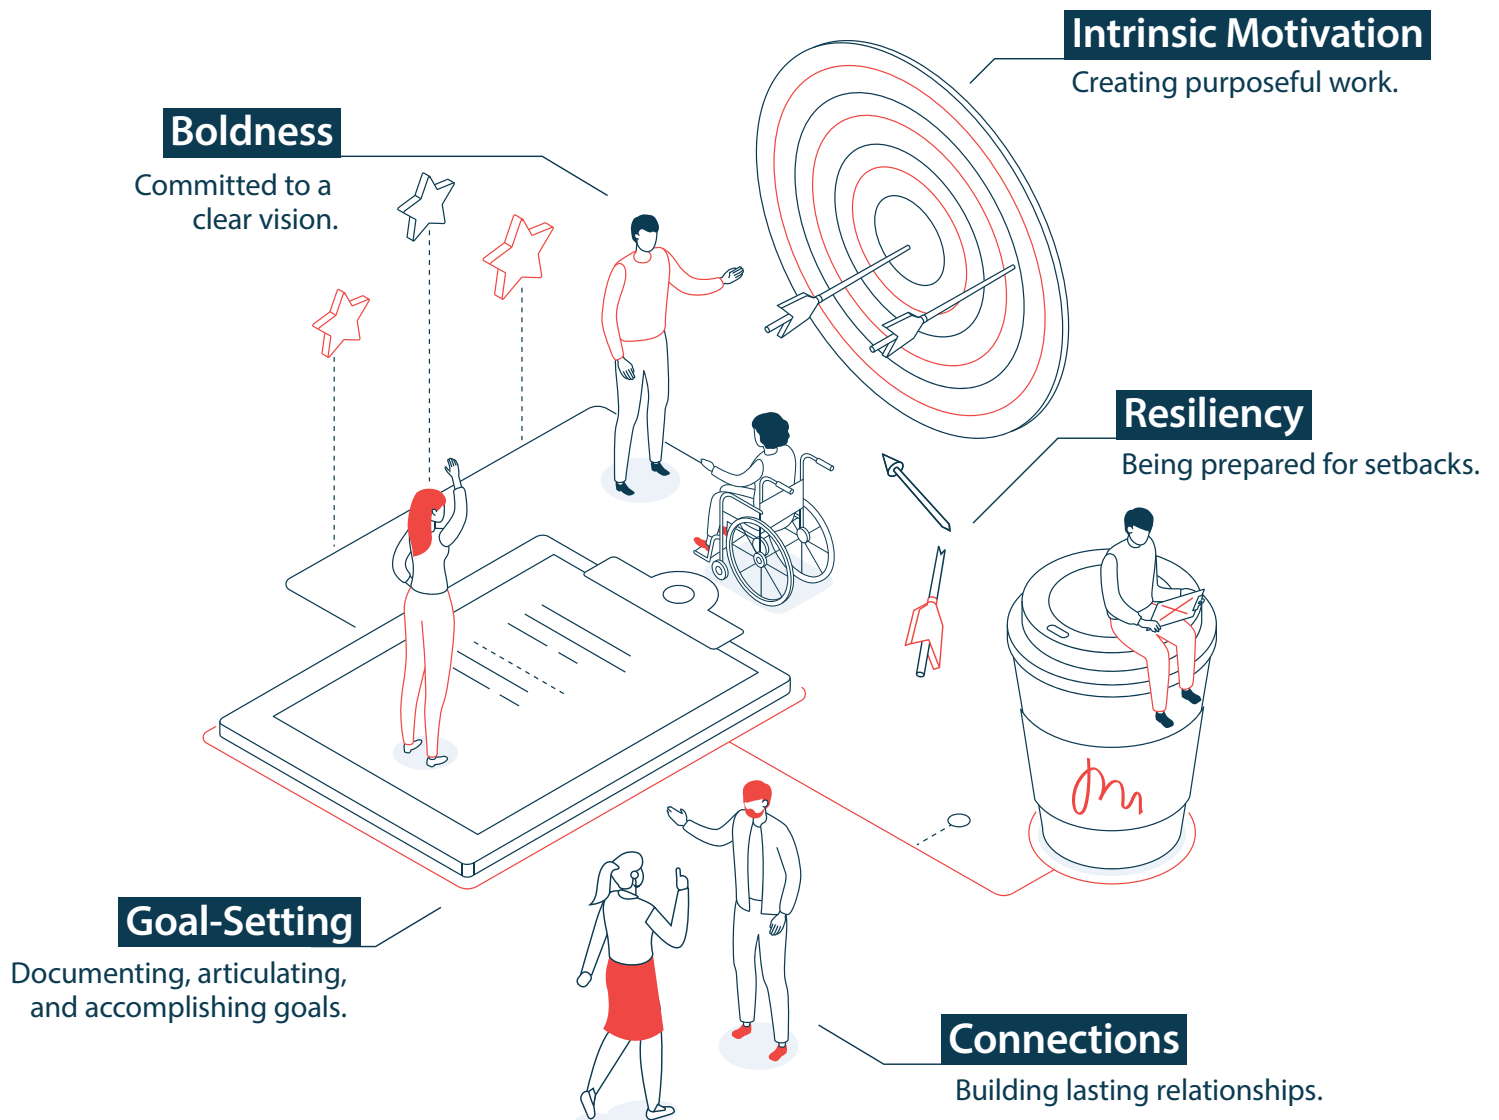 Intrinsic Motivation
Creating purposeful work.
Boldness
Committed to a
clear vision.
Resiliency
Being prepared for setbacks.
Goal-Setting
Documenting, articulating,
and accomplishing goals.
Connections
Building lasting relationships.